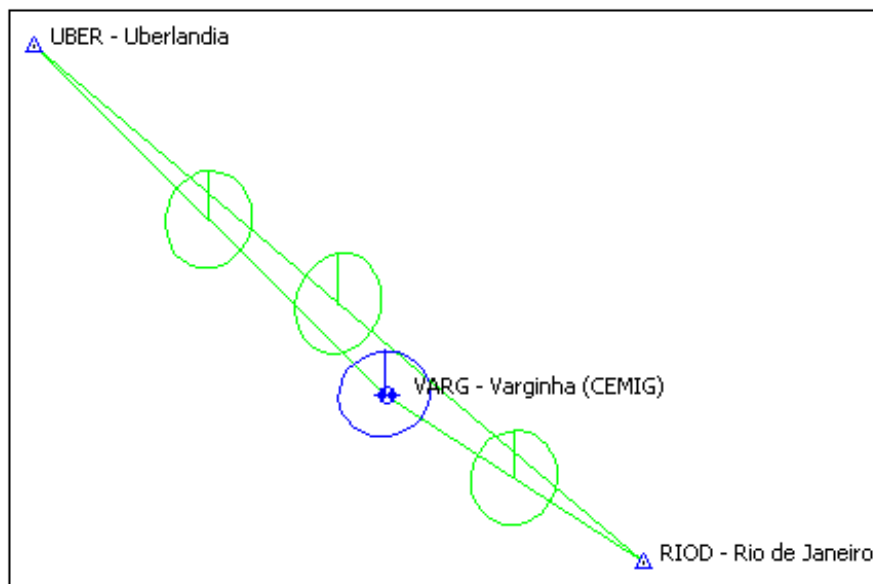 UBER - Uberlandia
VARG - Varginha (CEMIG)
RIOD - Rio de Janeiro